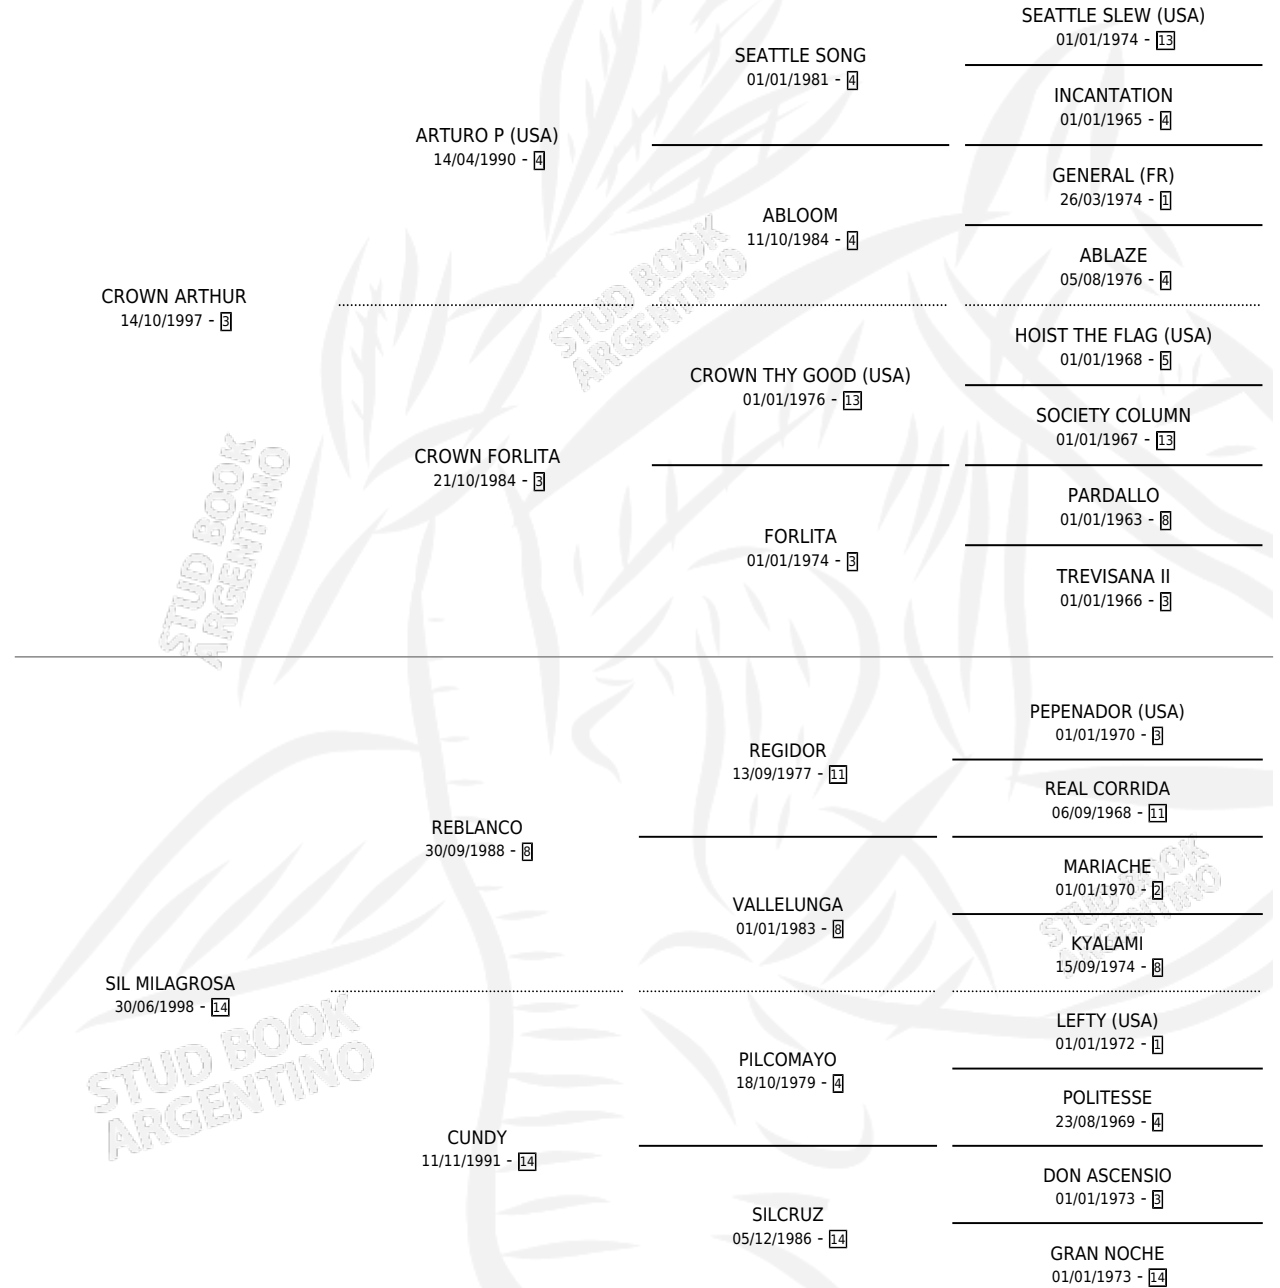 SEATTLE SLEW (USA)
01/01/1974 - 13
SEATTLE SONG
01/01/1981 - 4
INCANTATION
01/01/1965 - 4
ARTURO P (USA)
14/04/1990 - 4
GENERAL (FR)
26/03/1974 - 1
ABLOOM
11/10/1984 - 4
ABLAZE
05/08/1976 - 4
CROWN ARTHUR
14/10/1997 - 3
HOIST THE FLAG (USA)
01/01/1968 - 5
CROWN THY GOOD (USA)
01/01/1976 - 13
SOCIETY COLUMN
01/01/1967 - 13
CROWN FORLITA
21/10/1984 - 3
PARDALLO
01/01/1963 - 8
FORLITA
01/01/1974 - 3
TREVISANA II
01/01/1966 - 3
PEPENADOR (USA)
01/01/1970 - 3
REGIDOR
13/09/1977 - 11
REAL CORRIDA
06/09/1968 - 11
REBLANCO
30/09/1988 - 8
MARIACHE
01/01/1970 - 2
VALLELUNGA
01/01/1983 - 8
KYALAMI
15/09/1974 - 8
SIL MILAGROSA
30/06/1998 - 14
LEFTY (USA)
01/01/1972 - 1
PILCOMAYO
18/10/1979 - 4
POLITESSE
23/08/1969 - 4
CUNDY
11/11/1991 - 14
DON ASCENSIO
01/01/1973 - 3
SILCRUZ
05/12/1986 - 14
GRAN NOCHE
01/01/1973 - 14
STUD BOOK
ARGENTINO
STUD BOOK
ARGENTINO
STUD BOOK
ARGENTINO
STUD BOOK
ARGENTINO